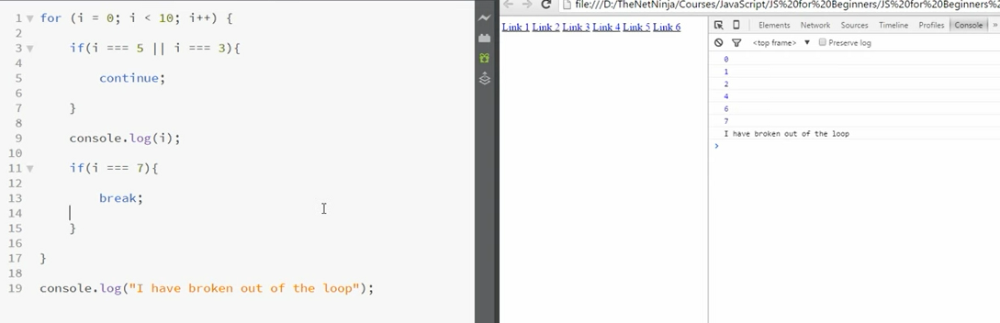 1 for (i = 0; i < 10; i++) {
2
3 if(i === 5 || i === 3){
4
5 continue;
6
7 }
8
9 console.log(i);
10
11 if(i === 7){
12
13 break;
14
15 }
16
17 }
18
19 console.log("I have broken out of the loop");
file:///D:/TheNetNinja/Courses/JavaScript/JS%20for%20Beginners/JS%20for%20Beginners%2
Link 1 Link 2 Link 3 Link 4 Link 5 Link 6
Elements Network Sources Timeline Profiles Console »
<top frame> ▼ Preserve log
0
1
2
4
6
7
I have broken out of the loop
>